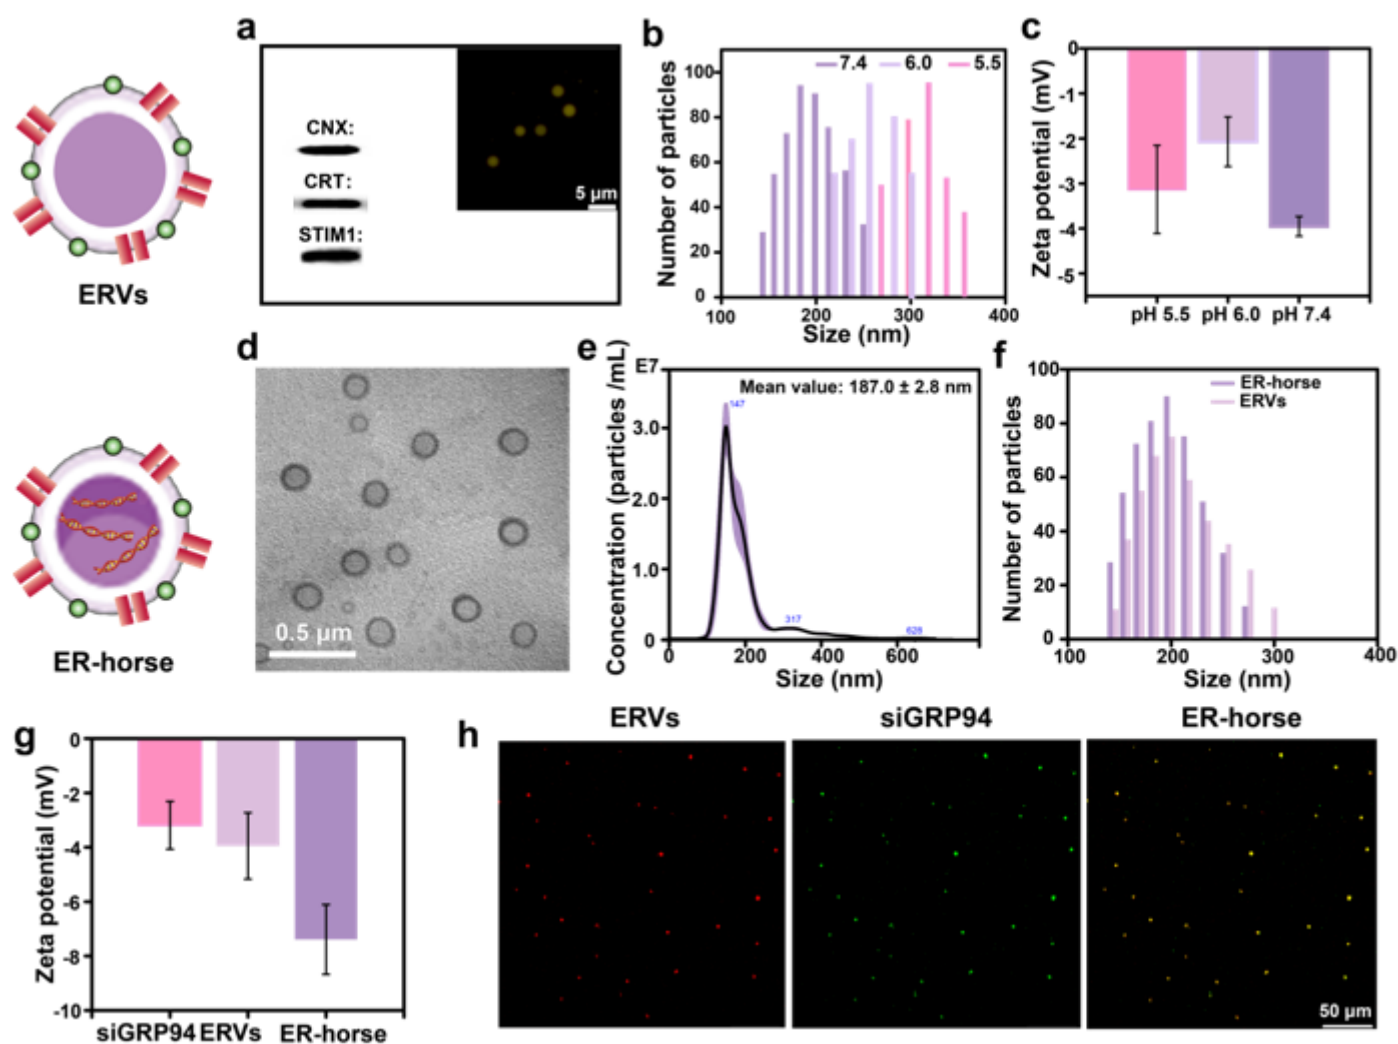 ERVs
ER-horse
a
CNX:
CRT:
STIM1:
5 μm
b
7.4 6.0 5.5
Number of particles
100
80
60
40
20
0
100 200 300 400
Size (nm)
c
Zeta potential (mV)
0
-1
-2
-3
-4
-5
pH 5.5 pH 6.0 pH 7.4
d
0.5 μm
e
E7
Concentration (particles /mL)
Mean value: 187.0 ± 2.8 nm
147
317
628
3.0
2.0
1.0
0
0 200 400 600
Size (nm)
f
ER-horse
ERVs
Number of particles
100
80
60
40
20
0
100 200 300 400
Size (nm)
g
Zeta potential (mV)
0
-2
-4
-6
-8
-10
siGRP94 ERVs ER-horse
h
ERVs siGRP94 ER-horse
50 μm